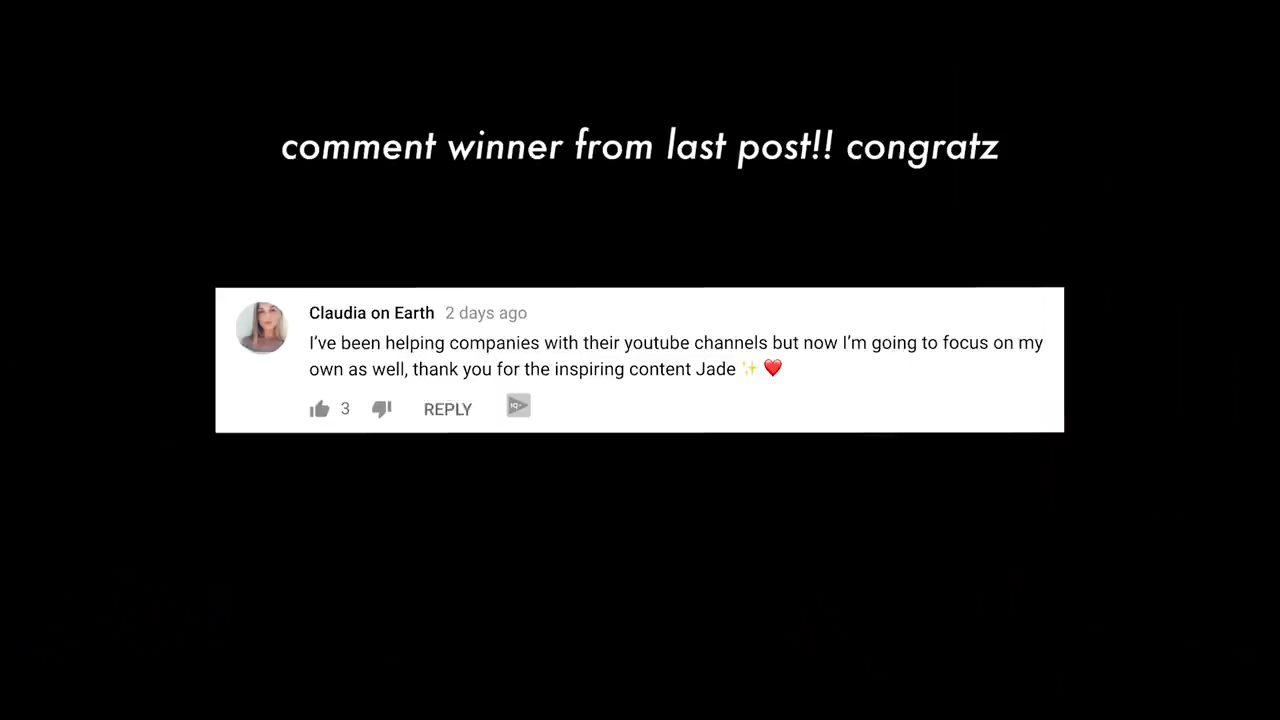 comment winner from last post!! congratz
Claudia on Earth 2 days ago
I've been helping companies with their youtube channels but now I'm going to focus on my
own as well, thank you for the inspiring content Jade ✨ ❤️
3 REPLY IQ+